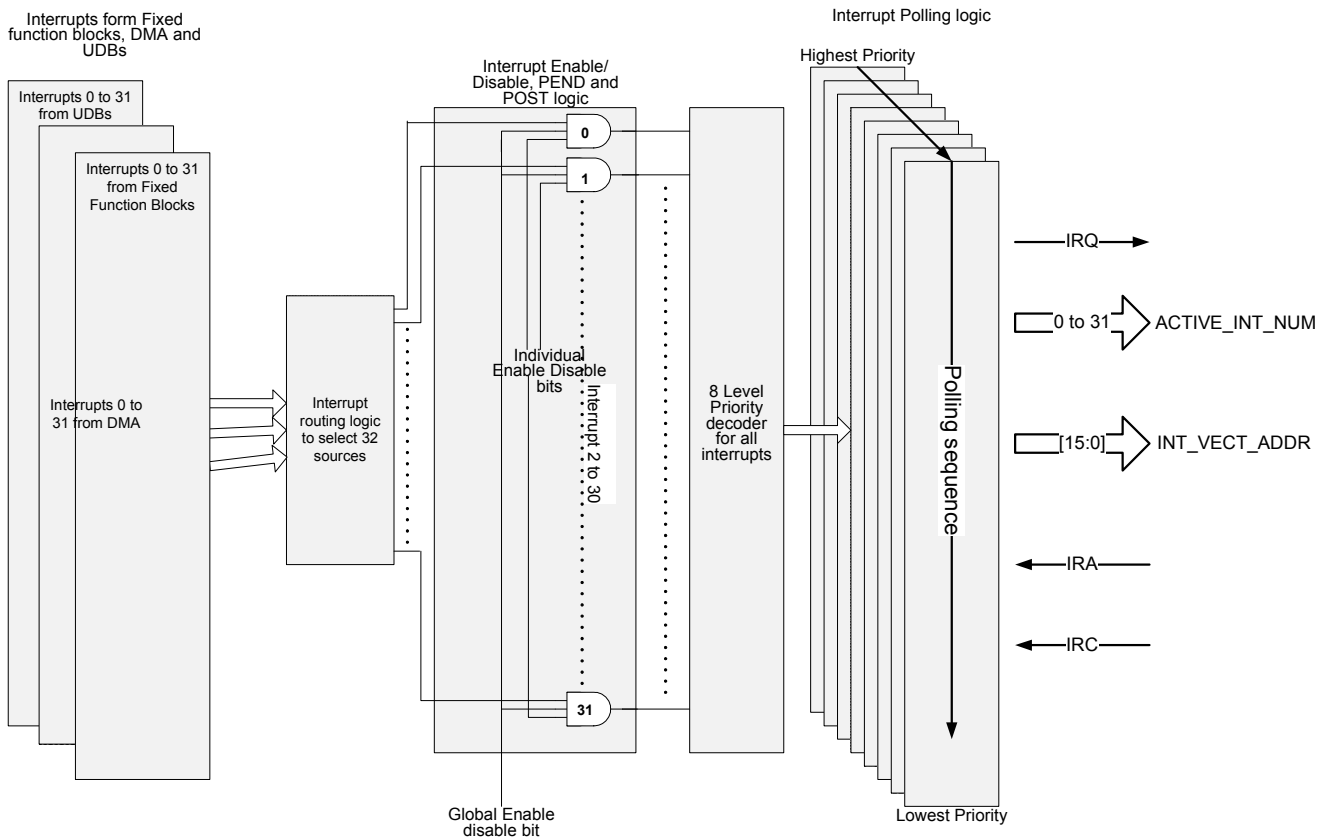 Interrupts form Fixed
function blocks, DMA and
UDBs
Interrupts 0 to 31
from UDBs
Interrupts 0 to 31
from Fixed
Function Blocks
Interrupts 0 to
31 from DMA
Interrupt
routing logic
to select 32
sources
Interrupt Enable/
Disable, PEND and
POST logic
0
1
Individual
Enable Disable
bits
Interrupt 2 to 30
31
Global Enable
disable bit
8 Level
Priority
decoder
for all
interrupts
Interrupt Polling logic
Highest Priority
Polling sequence
Lowest Priority
IRQ
0 to 31
ACTIVE_INT_NUM
[15:0]
INT_VECT_ADDR
IRA
IRC